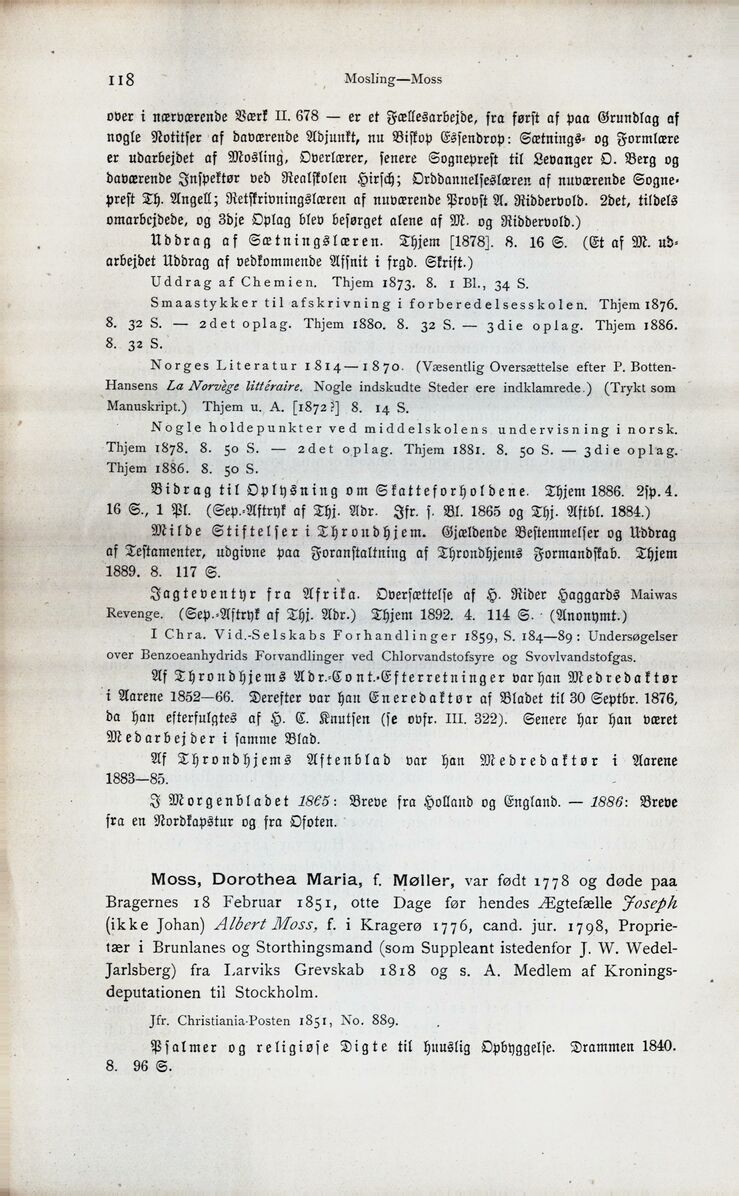 118
Mosling—Moss
over i nærværende Værk II. 678 — er et Fællesarbejde, fra først af paa Grundlag af
nogle Notitser af daværende Adjunkt, nu Biskop Essendrop: Sætnings- og Formlære
er udarbejdet af Mosling, Overlærer, senere Sogneprest til Levanger O. Berg og
daværende Inspektør ved Realskolen Hirsch; Orddannelseslæren af nuværende Sogne-
prest Th. Angell; Retskrivningslæren af nuværende Provst A. Riddervold. 2det, tildels
omarbejdede, og 3dje Oplag blev besørget alene af M. og Riddervold.)
Uddrag af Sætningslæren. Thjem [1878]. 8. 16 S. (Et af M. ud-
arbejdet Uddrag af vedkommende Afsnit i frgd. Skrift.)
Uddrag af Chemien. Thjem 1873. 8. 1 Bl., 34 S.
Smaastykker til afskrivning i forberedelsesskolen. Thjem 1876.
8. 32 S. — 2det oplag. Thjem 1880. 8. 32 S. — 3die oplag. Thjem 1886.
8. 32 S.
Norges Literatur 1814—1870. (Væsentlig Oversættelse efter P. Botten-
Hansens La Norvège littéraire. Nogle indskudte Steder ere indklamrede.) (Trykt som
Manuskript.) Thjem u. A. [1872?] 8. 14 S.
Nogle holdepunkter ved middelskolens undervisning i norsk.
Thjem 1878. 8. 50 S. — 2det oplag. Thjem 1881. 8. 50 S. — 3die oplag.
Thjem 1886. 8. 50 S.
Bidrag til Oplysning om Skatteforholdene. Thjem 1886. 2sp. 4.
16 S., 1 Pl. (Sep.-Aftryk af Thj. Adr. Jfr. s. Bl. 1865 og Thj. Aftbl. 1884.)
Milde Stiftelser i Throndhjem. Gjældende Bestemmelser og Uddrag
af Testamenter, udgivne paa Foranstaltning af Throndhjems Formandskab. Thjem
1889. 8. 117 S.
Jagteventyr fra Afrika. Oversættelse af H. Rider Haggards Maiwas
Revenge. (Sep.-Aftryk af Thj. Adr.) Thjem 1892. 4. 114 S. (Anonymt.)
I Chra. Vid.-Selskabs Forhandlinger 1859, S. 184—89: Undersøgelser
over Benzoeanhydrids Forvandlinger ved Chlorvandstofsyre og Svovlvandstofgas.
Af Throndhjems Adr.-Cont.-Efterretninger var han Medredaktør
i Aarene 1852—66. Derefter var han Eneredaktør af Bladet til 30 Septbr. 1876,
da han efterfulgtes af H. C. Knutsen (se ovfr. III. 322). Senere har han været
Medarbejder i samme Blad.
Af Throndhjems Aftenblad var han Medredaktør i Aarene
1883—85.
I Morgenbladet 1865: Breve fra Holland og England. — 1886: Breve
fra en Nordkapstur og fra Ofoten.
Moss, Dorothea Maria, f. Møller, var født 1778 og døde paa
Bragernes 18 Februar 1851, otte Dage før hendes Ægtefælle Joseph
(ikke Johan) Albert Moss, f. i Kragerø 1776, cand. jur. 1798, Proprie-
tær i Brunlanes og Storthingsmand (som Suppleant istedenfor J. W. Wedel-
Jarlsberg) fra Larviks Grevskab 1818 og s. A. Medlem af Kronings-
deputationen til Stockholm.
Jfr. Christiania-Posten 1851, No. 889.
Psalmer og religiøse Digte til huuslig Opbyggelse. Drammen 1840.
8. 96 S.